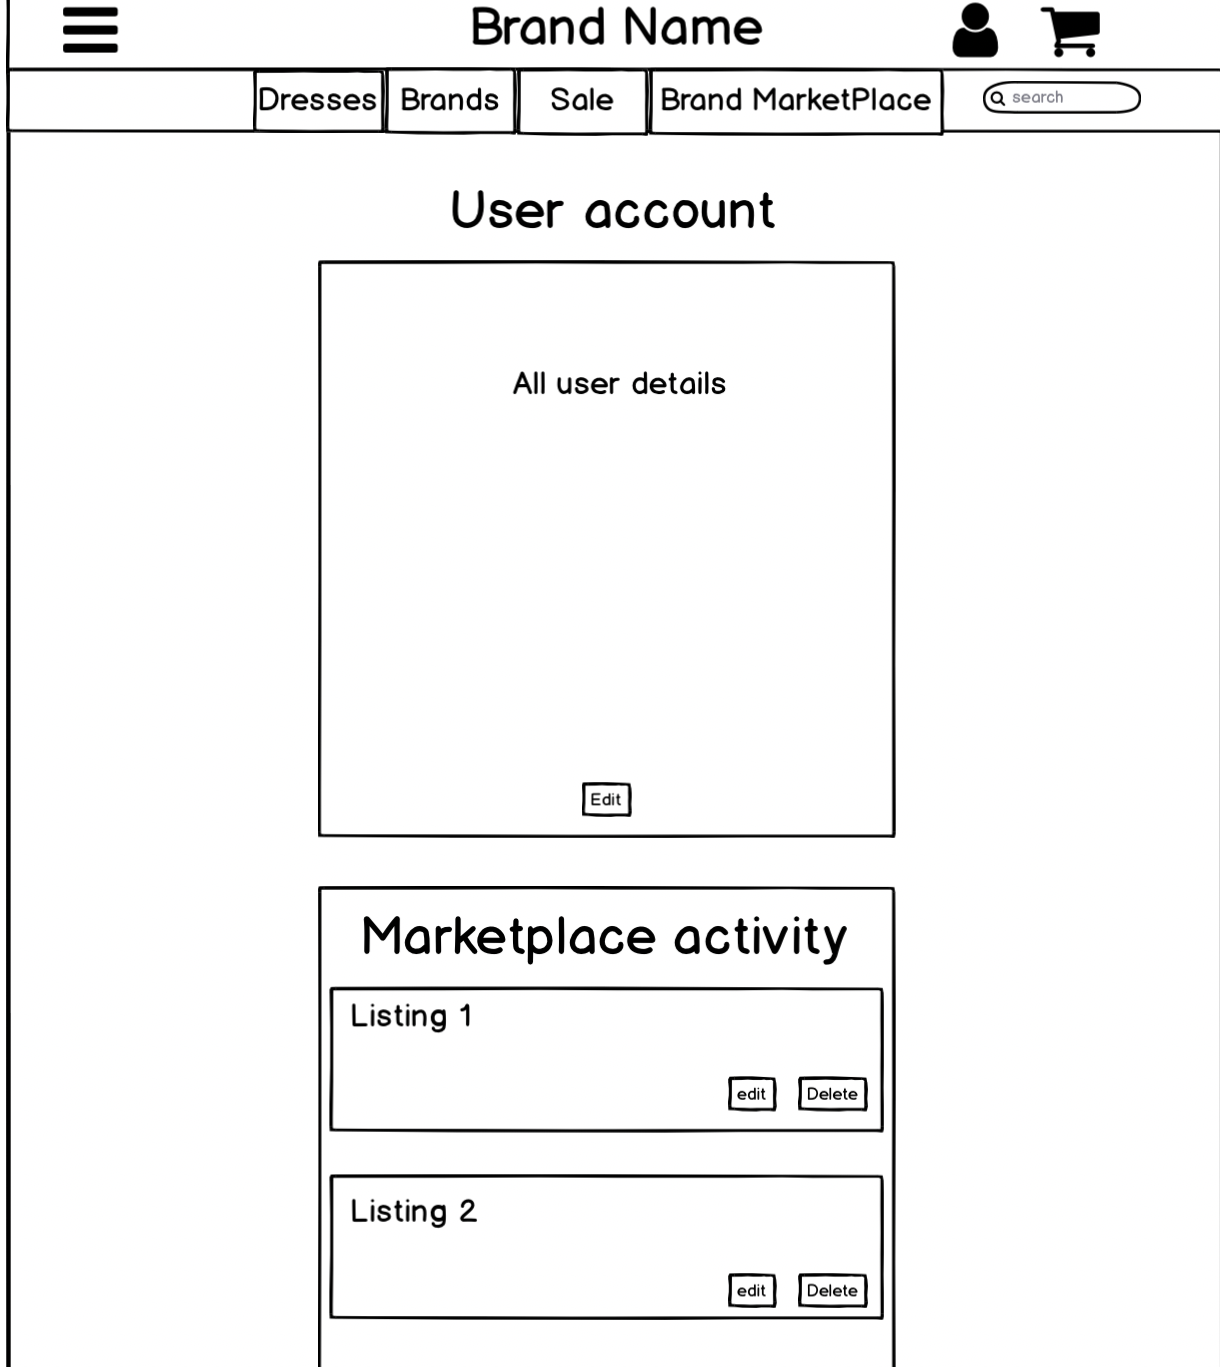 Brand Name
Dresses Brands Sale Brand MarketPlace search
User account
All user details
Edit
Marketplace activity
Listing 1
edit Delete
Listing 2
edit Delete